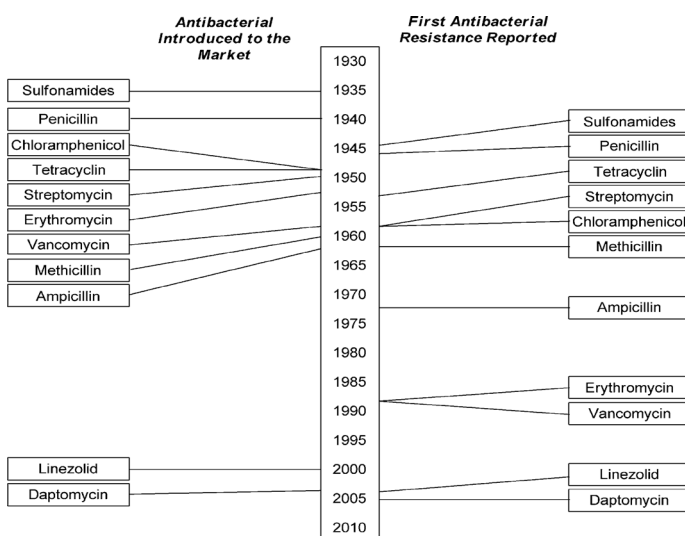 Antibacterial
Introduced to the
Market
First Antibacterial
Resistance Reported
Sulfonamides
Penicillin
Chloramphenicol
Tetracyclin
Streptomycin
Erythromycin
Vancomycin
Methicillin
Ampicillin
Linezolid
Daptomycin
1930
1935
1940
1945
1950
1955
1960
1965
1970
1975
1980
1985
1990
1995
2000
2005
2010
Sulfonamides
Penicillin
Tetracyclin
Streptomycin
Chloramphenicol
Methicillin
Ampicillin
Erythromycin
Vancomycin
Linezolid
Daptomycin